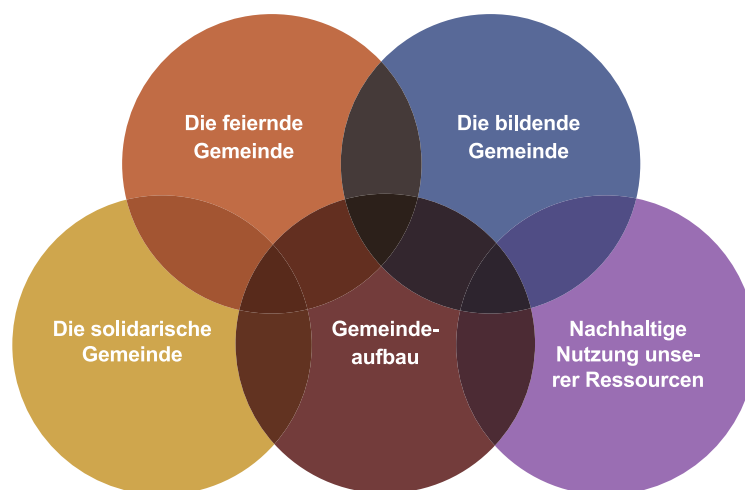 Die feiernde
Gemeinde
Die bildende
Gemeinde
Die solidarische
Gemeinde
Gemeinde-
aufbau
Nachhaltige
Nutzung unse-
rer Ressourcen